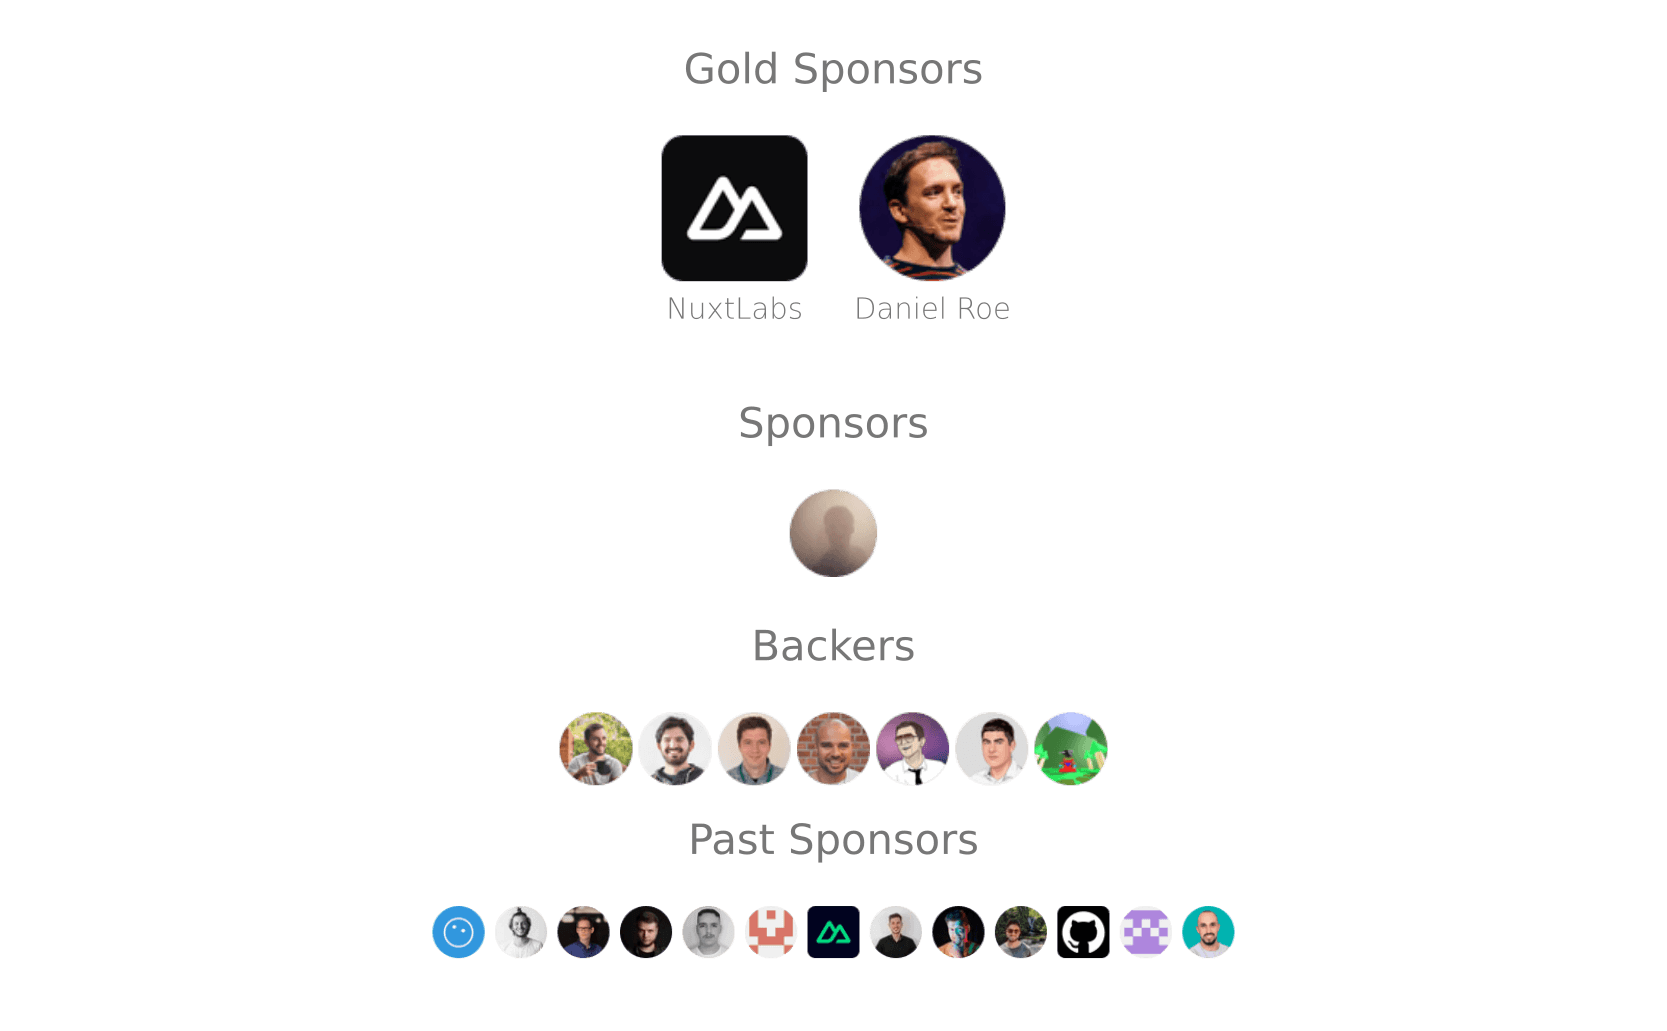 Gold Sponsors
NuxtLabs
Daniel Roe
Sponsors
Backers
Past Sponsors